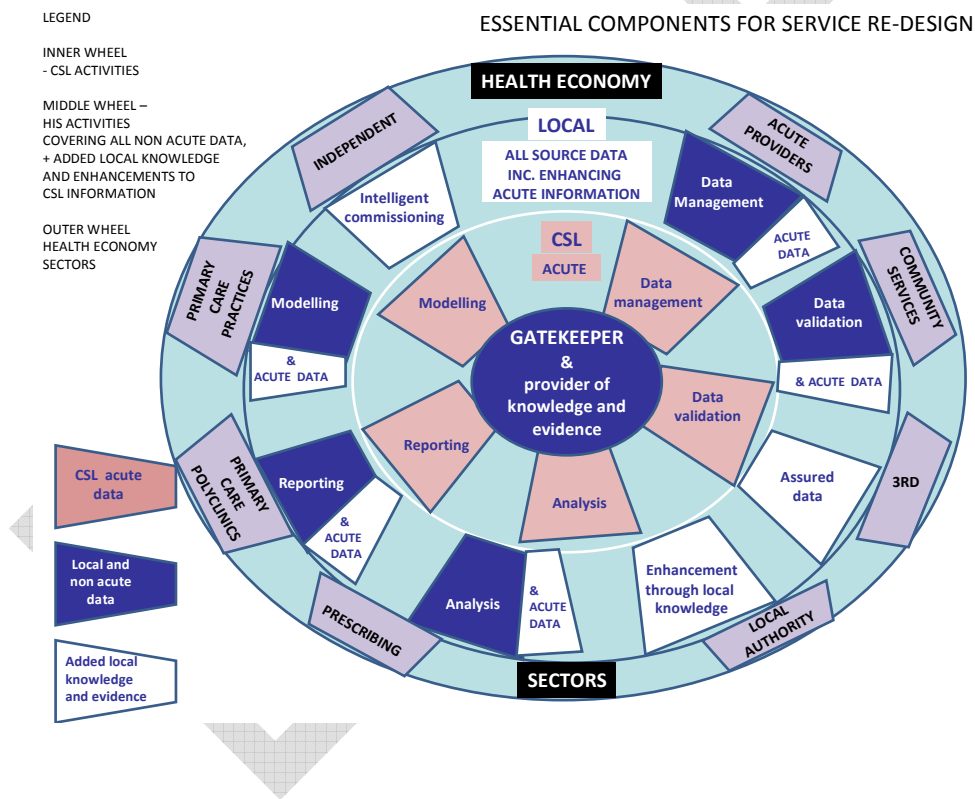 LEGEND
ESSENTIAL COMPONENTS FOR SERVICE RE-DESIGN
INNER WHEEL
- CSL ACTIVITIES
MIDDLE WHEEL –
HIS ACTIVITIES
COVERING ALL NON ACUTE DATA,
+ ADDED LOCAL KNOWLEDGE
AND ENHANCEMENTS TO
CSL INFORMATION
OUTER WHEEL
HEALTH ECONOMY
SECTORS
HEALTH ECONOMY
INDEPENDENT
ACUTE
PROVIDERS
LOCAL
ALL SOURCE DATA
INC. ENHANCING
ACUTE INFORMATION
Intelligent
commissioning
Data
Management
ACUTE
DATA
CSL
ACUTE
PRIMARY
CARE
PRACTICES
COMMUNITY
SERVICES
Modelling
&
ACUTE DATA
Modelling
Data
management
Data
validation
& ACUTE DATA
GATEKEEPER
&
provider of
knowledge and
evidence
Data
validation
Reporting
Analysis
PRIMARY
CARE
POLYCLINICS
Reporting
&
ACUTE
DATA
Assured
data
3RD
Analysis
&
ACUTE
DATA
Enhancement
through local
knowledge
PRESCRIBING
LOCAL
AUTHORITY
SECTORS
CSL acute
data
Local and
non acute
data
Added local
knowledge
and evidence